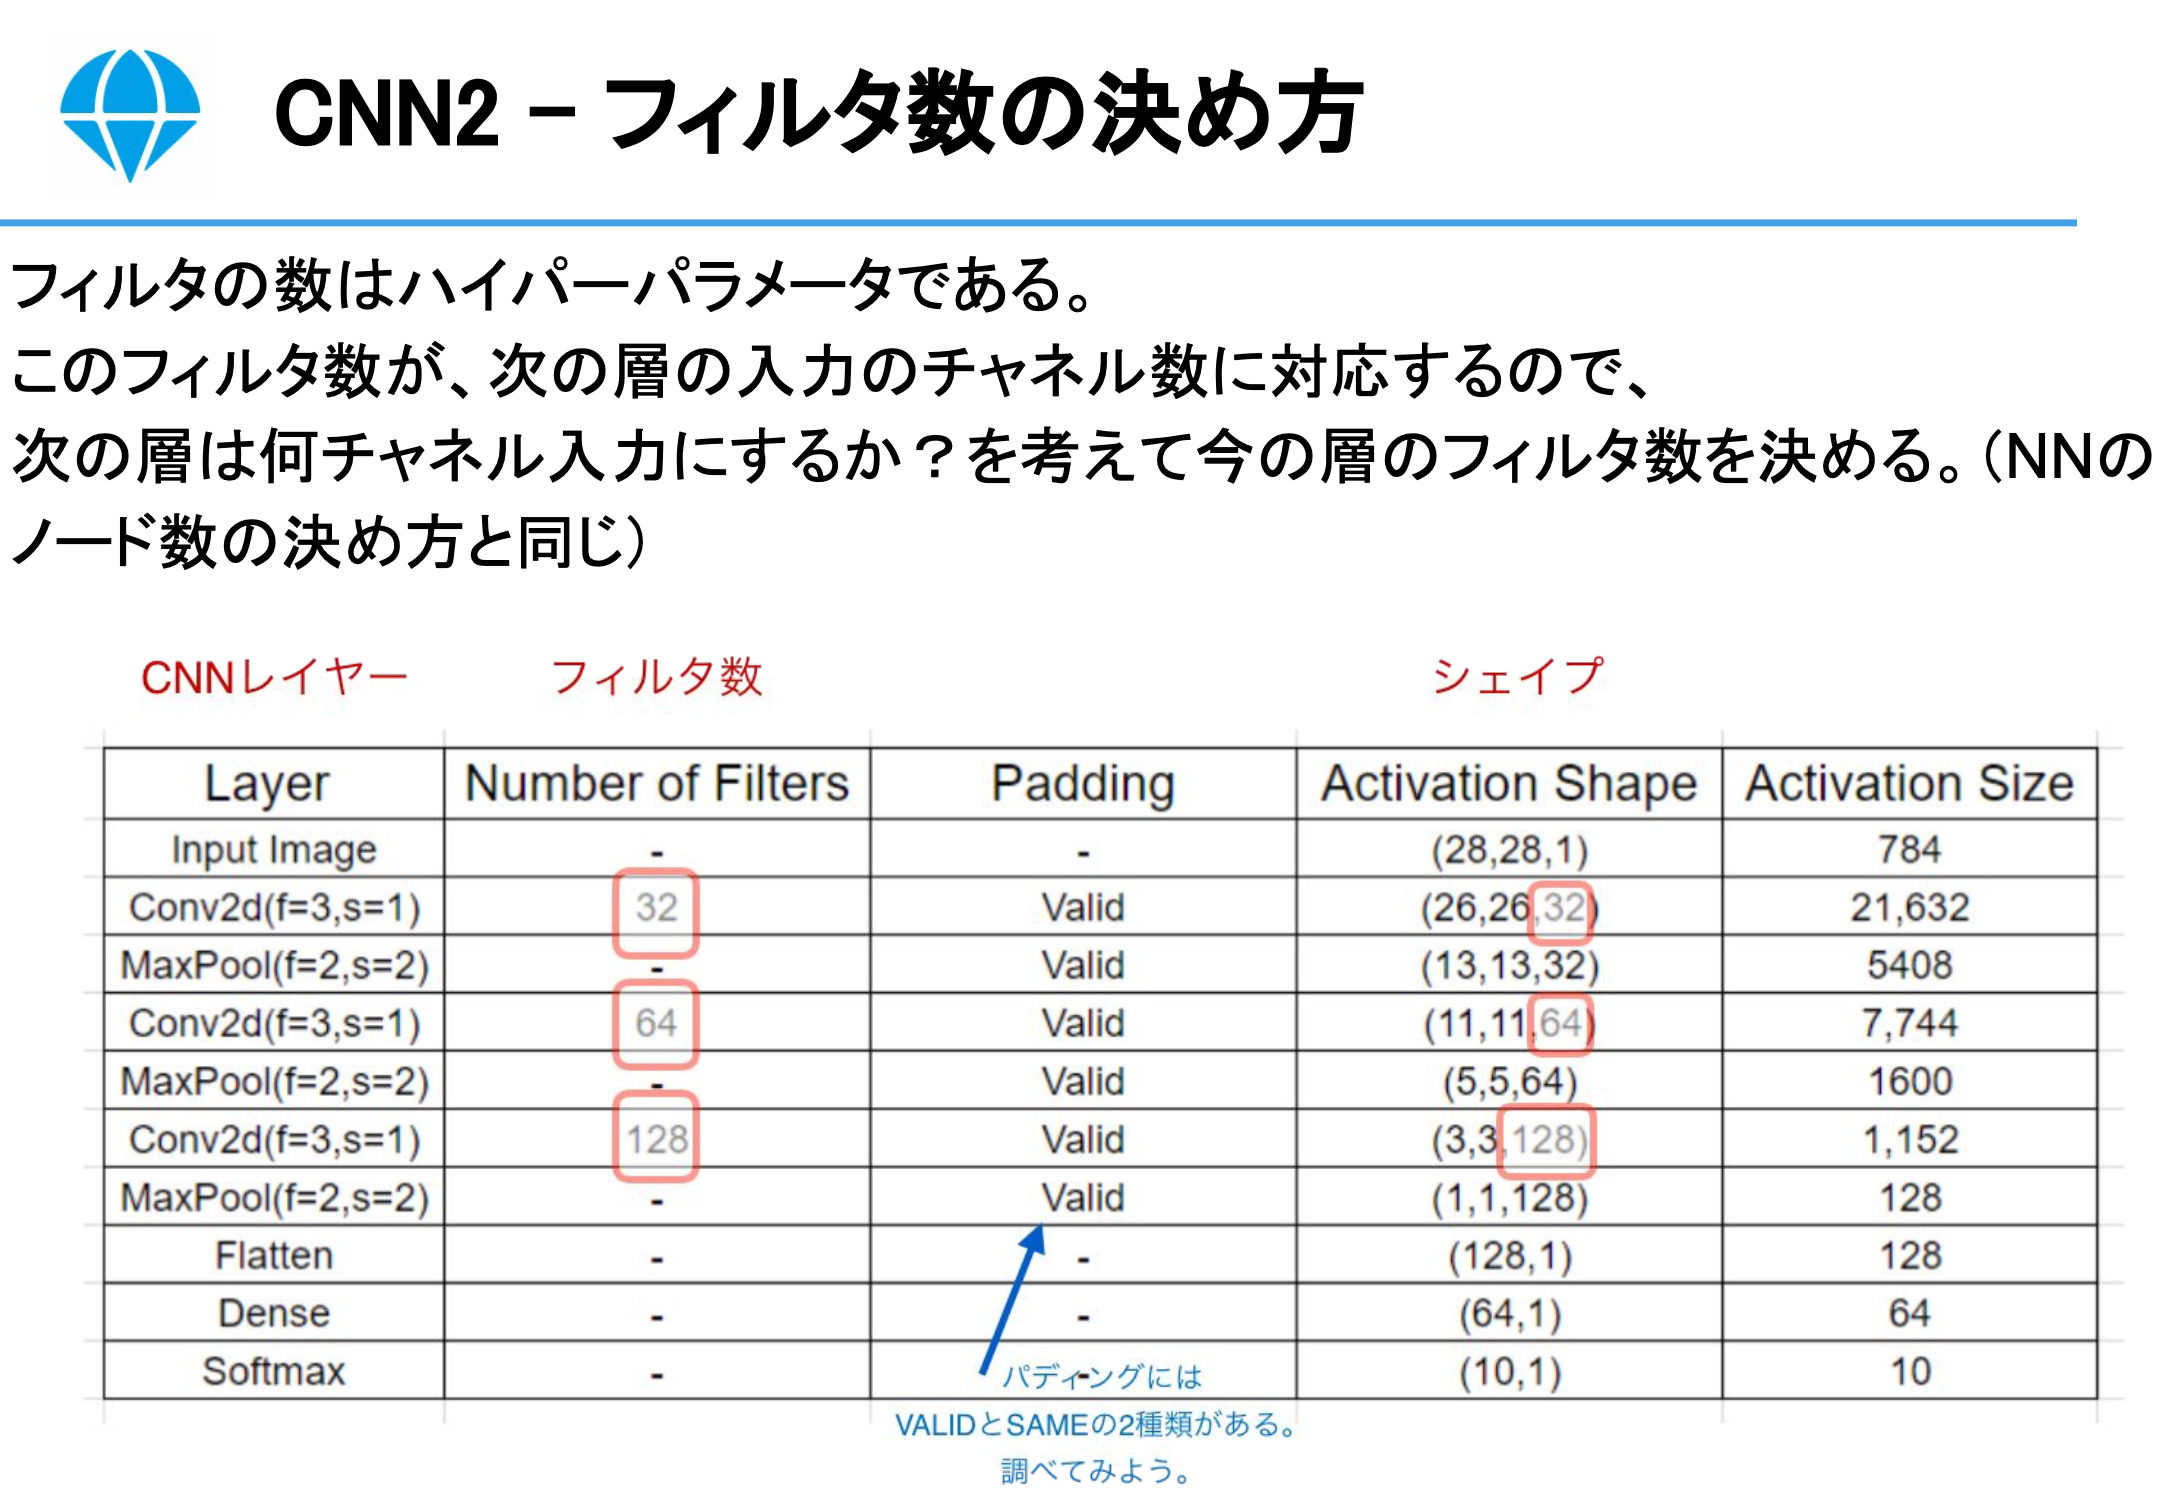 CNN2 - フィルタ数の決め方
フィルタの数はハイパーパラメータである。
このフィルタ数が、次の層の入力のチャネル数に対応するので、
次の層は何チャネル入力にするか？を考えて今の層のフィルタ数を決める。（NNの
ノード数の決め方と同じ）
CNNレイヤー フィルタ数 シェイプ
Layer Number of Filters Padding Activation Shape Activation Size
Input Image - - (28,28,1) 784
Conv2d(f=3,s=1) 32 Valid (26,26,32) 21,632
MaxPool(f=2,s=2) - Valid (13,13,32) 5408
Conv2d(f=3,s=1) 64 Valid (11,11,64) 7,744
MaxPool(f=2,s=2) - Valid (5,5,64) 1600
Conv2d(f=3,s=1) 128 Valid (3,3,128) 1,152
MaxPool(f=2,s=2) - Valid (1,1,128) 128
Flatten - - (128,1) 128
Dense - - (64,1) 64
Softmax - - (10,1) 10
パディングには
VALIDとSAMEの2種類がある。
調べてみよう。